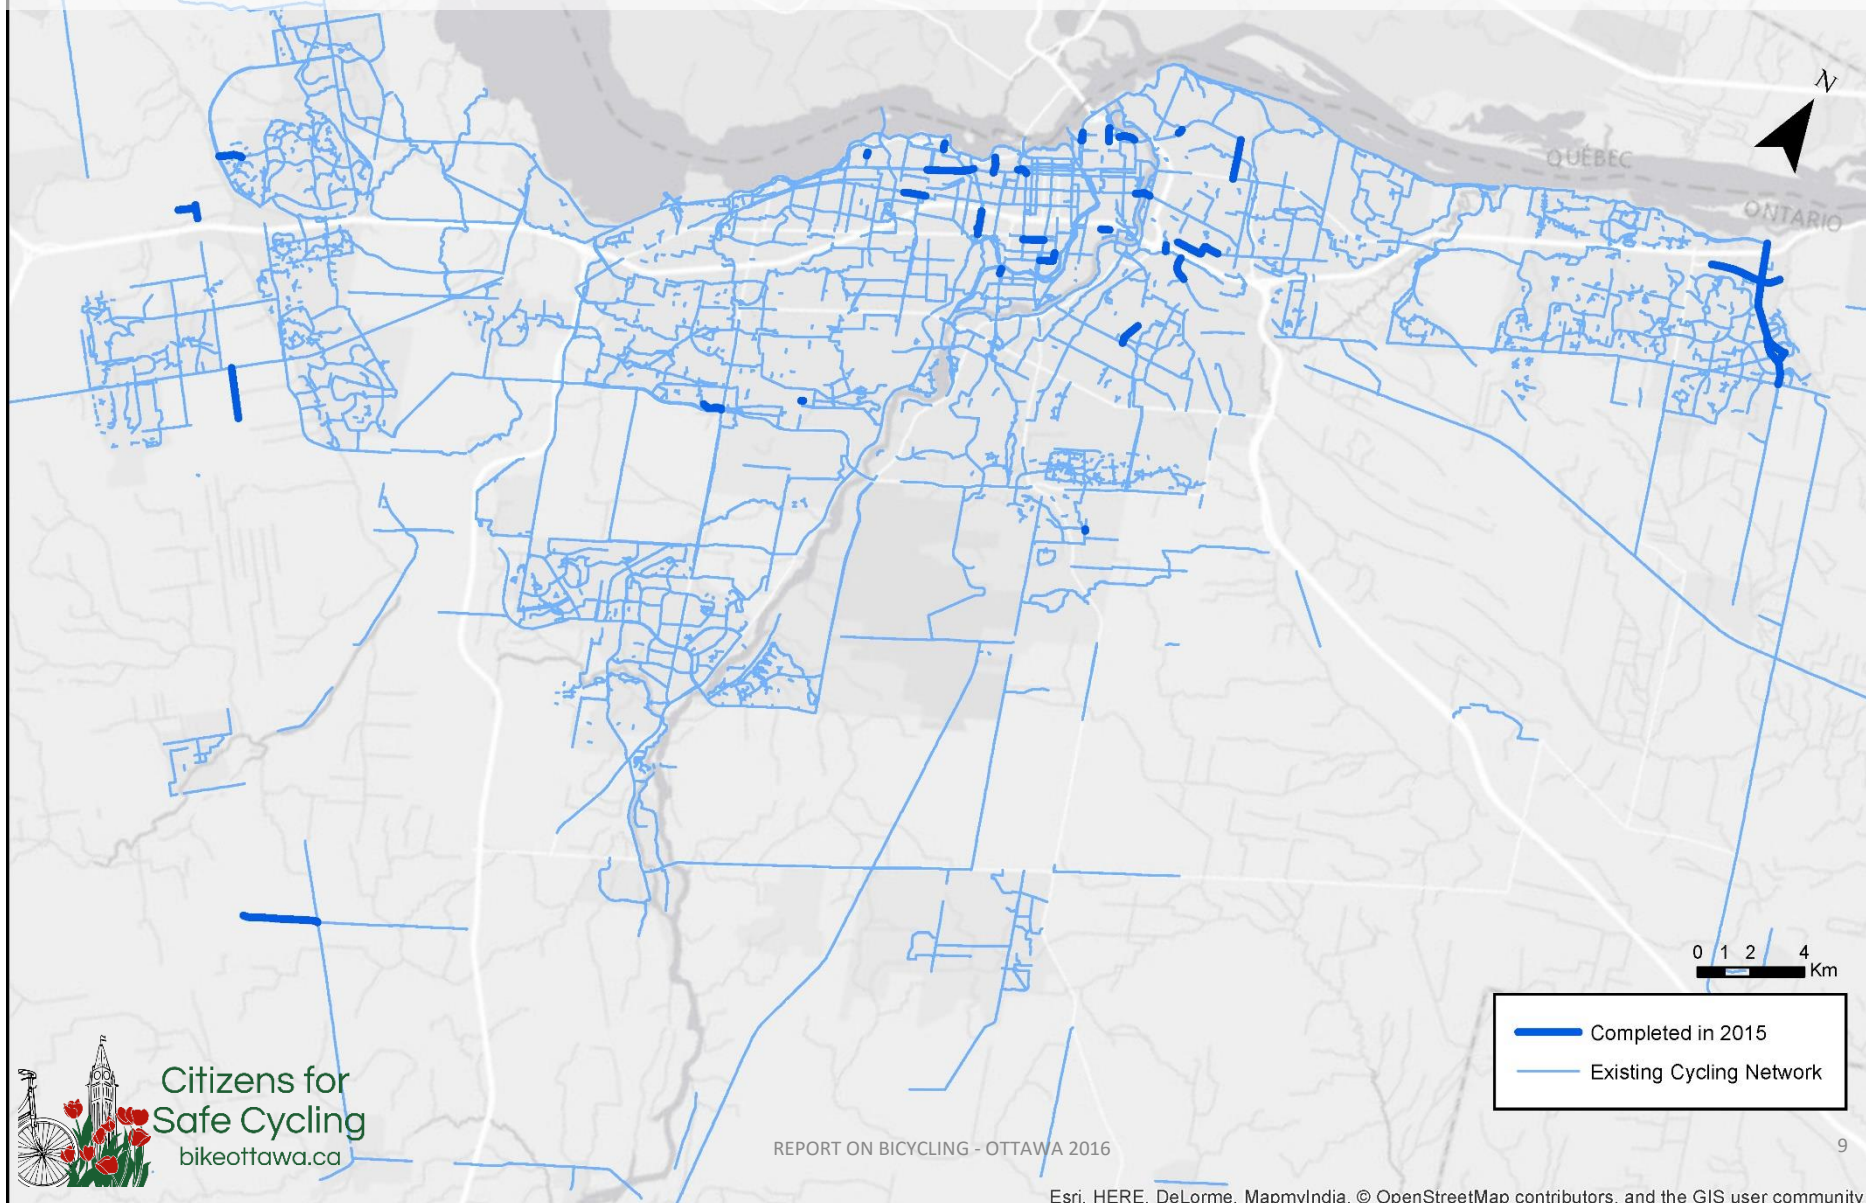 N
QUÉBEC
ONTARIO
0 1 2 4
Km
Completed in 2015
Existing Cycling Network
Citizens for
Safe Cycling
bikeottawa.ca
REPORT ON BICYCLING - OTTAWA 2016
9
Esri, HERE, DeLorme, MapmyIndia, © OpenStreetMap contributors, and the GIS user community